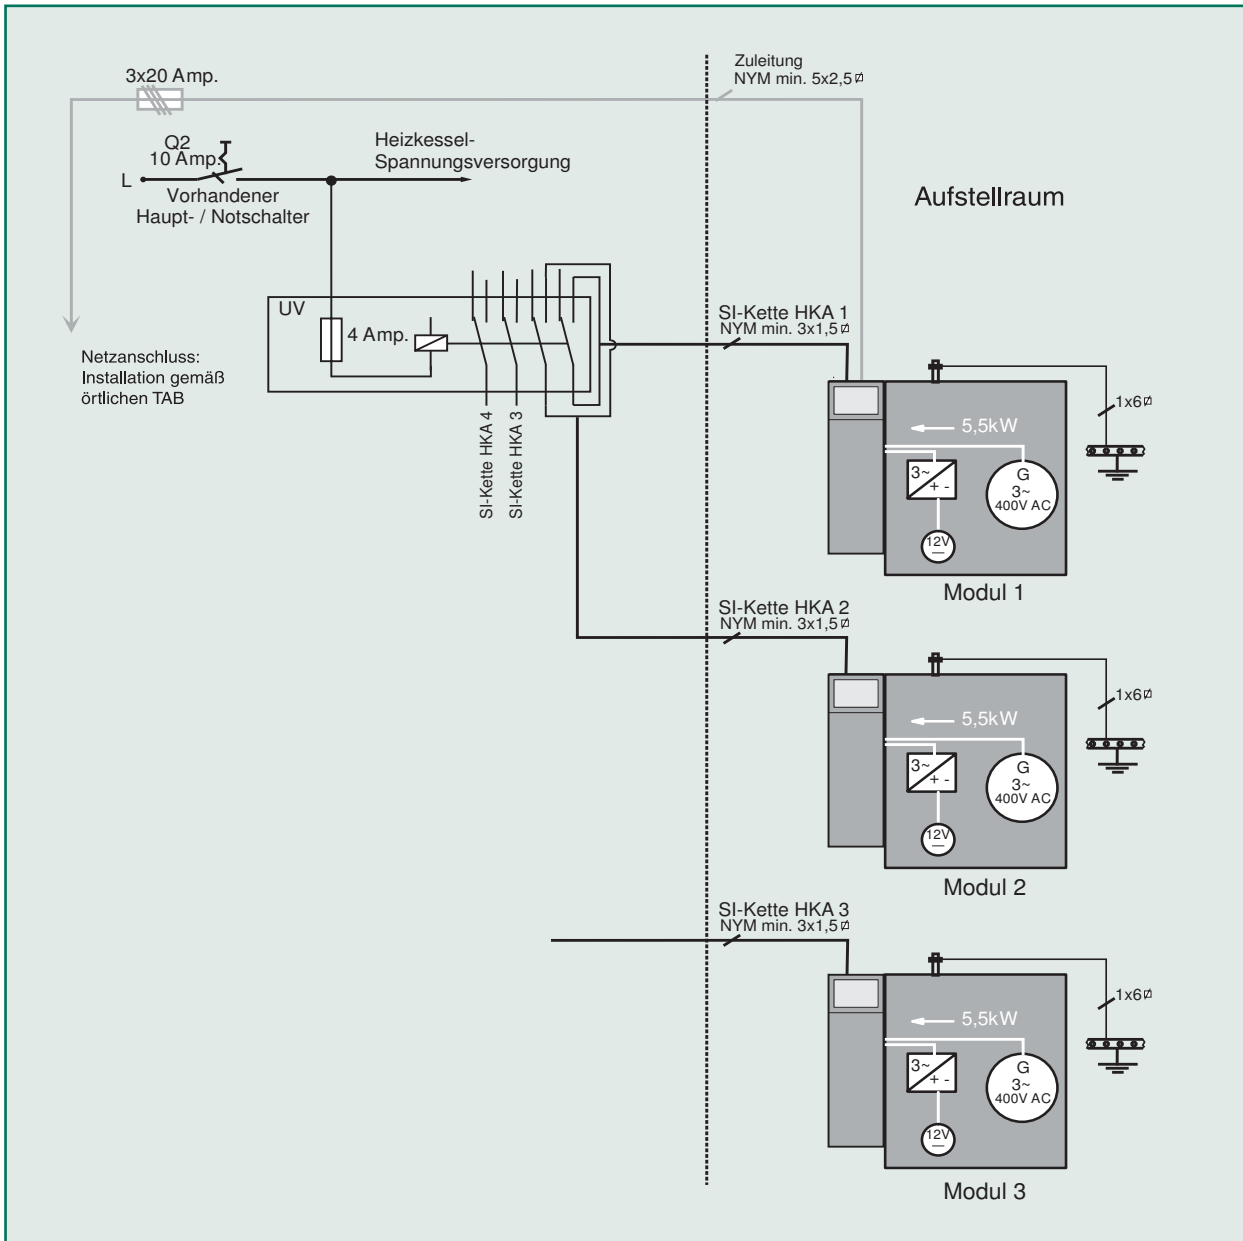 3x20 Amp.
Zuleitung
NYM min. 5x2,5
Q2
10 Amp.
L
Vorhandener
Haupt- / Notschalter
Heizkessel-
Spannungsversorgung
Aufstellraum
UV
4 Amp.
Netzanschluss:
Installation gemäß
örtlichen TAB
SI-Kette HKA 4
SI-Kette HKA 3
SI-Kette HKA 1
NYM min. 3x1,5
1x6
5,5kW
3~
+ -
G
3~
400V AC
12V
Modul 1
SI-Kette HKA 2
NYM min. 3x1,5
1x6
5,5kW
3~
+ -
G
3~
400V AC
12V
Modul 2
SI-Kette HKA 3
NYM min. 3x1,5
1x6
5,5kW
3~
+ -
G
3~
400V AC
12V
Modul 3